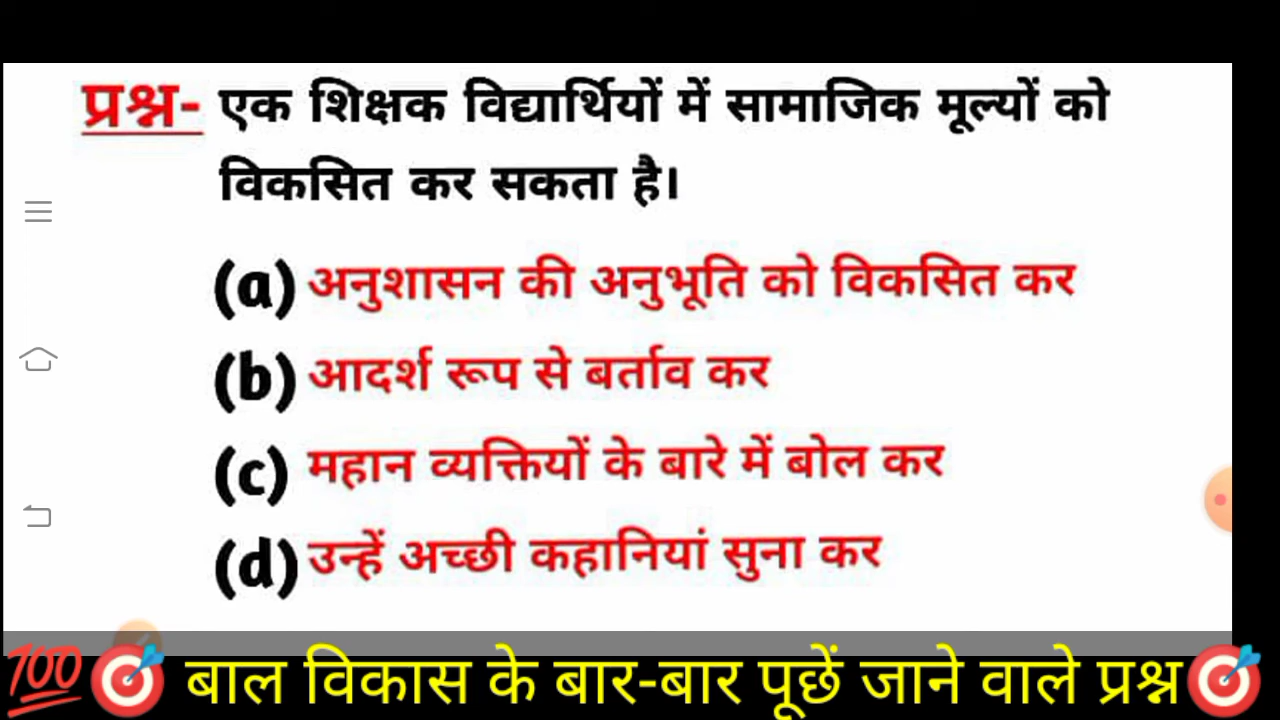 प्रश्न- एक शिक्षक विद्यार्थियों में सामाजिक मूल्यों को
विकसित कर सकता है।
(a) अनुशासन की अनुभूति को विकसित कर
(b) आदर्श रूप से बर्ताव कर
(c) महान व्यक्तियों के बारे में बोल कर
(d) उन्हें अच्छी कहानियां सुना कर
💯🎯 बाल विकास के बार-बार पूछें जाने वाले प्रश्न🎯